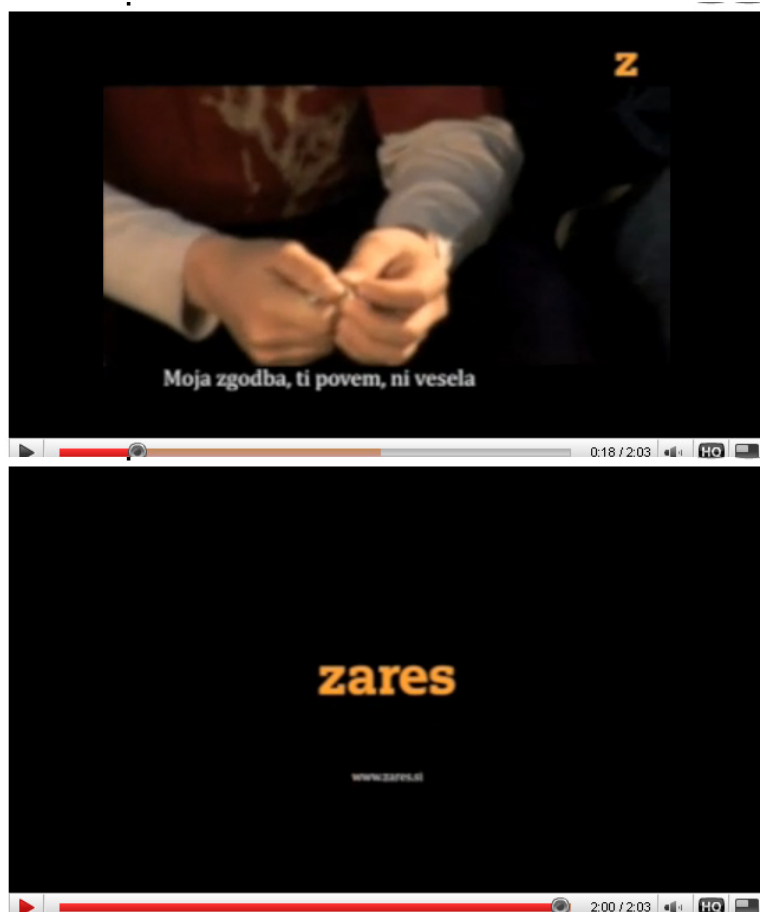 z
Moja zgodba, ti povem, ni vesela
0:18 / 2:03
HQ
zares
www.zares.si
2:00 / 2:03
HQ